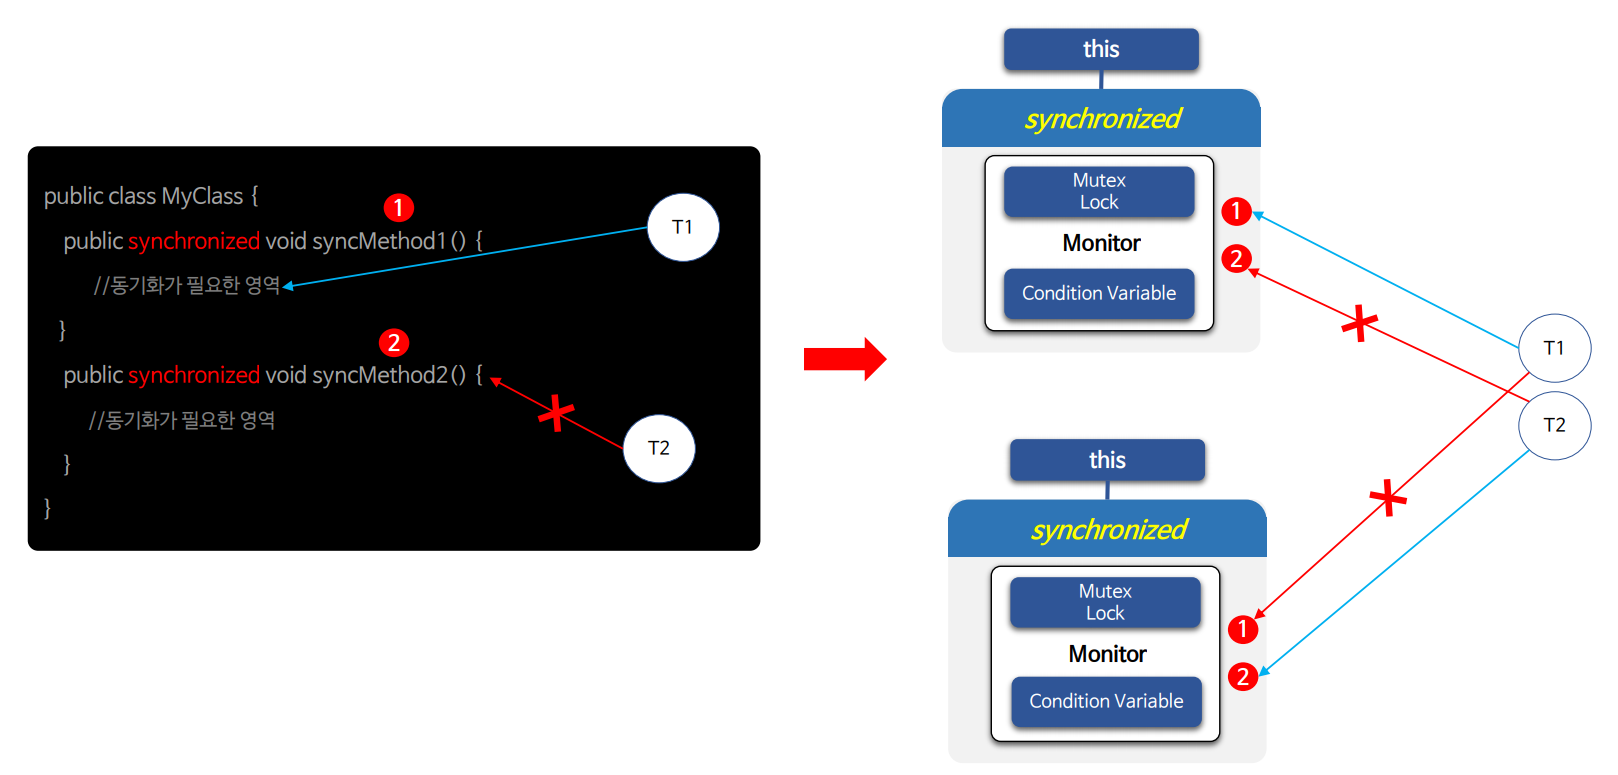 public class MyClass {
1
public synchronized void syncMethod1() {
//동기화가 필요한 영역
}
2
public synchronized void syncMethod2() {
//동기화가 필요한 영역
}
}
T1
T2
this
synchronized
Mutex
Lock
Monitor
Condition Variable
1
2
this
synchronized
Mutex
Lock
Monitor
Condition Variable
1
2
T1
T2